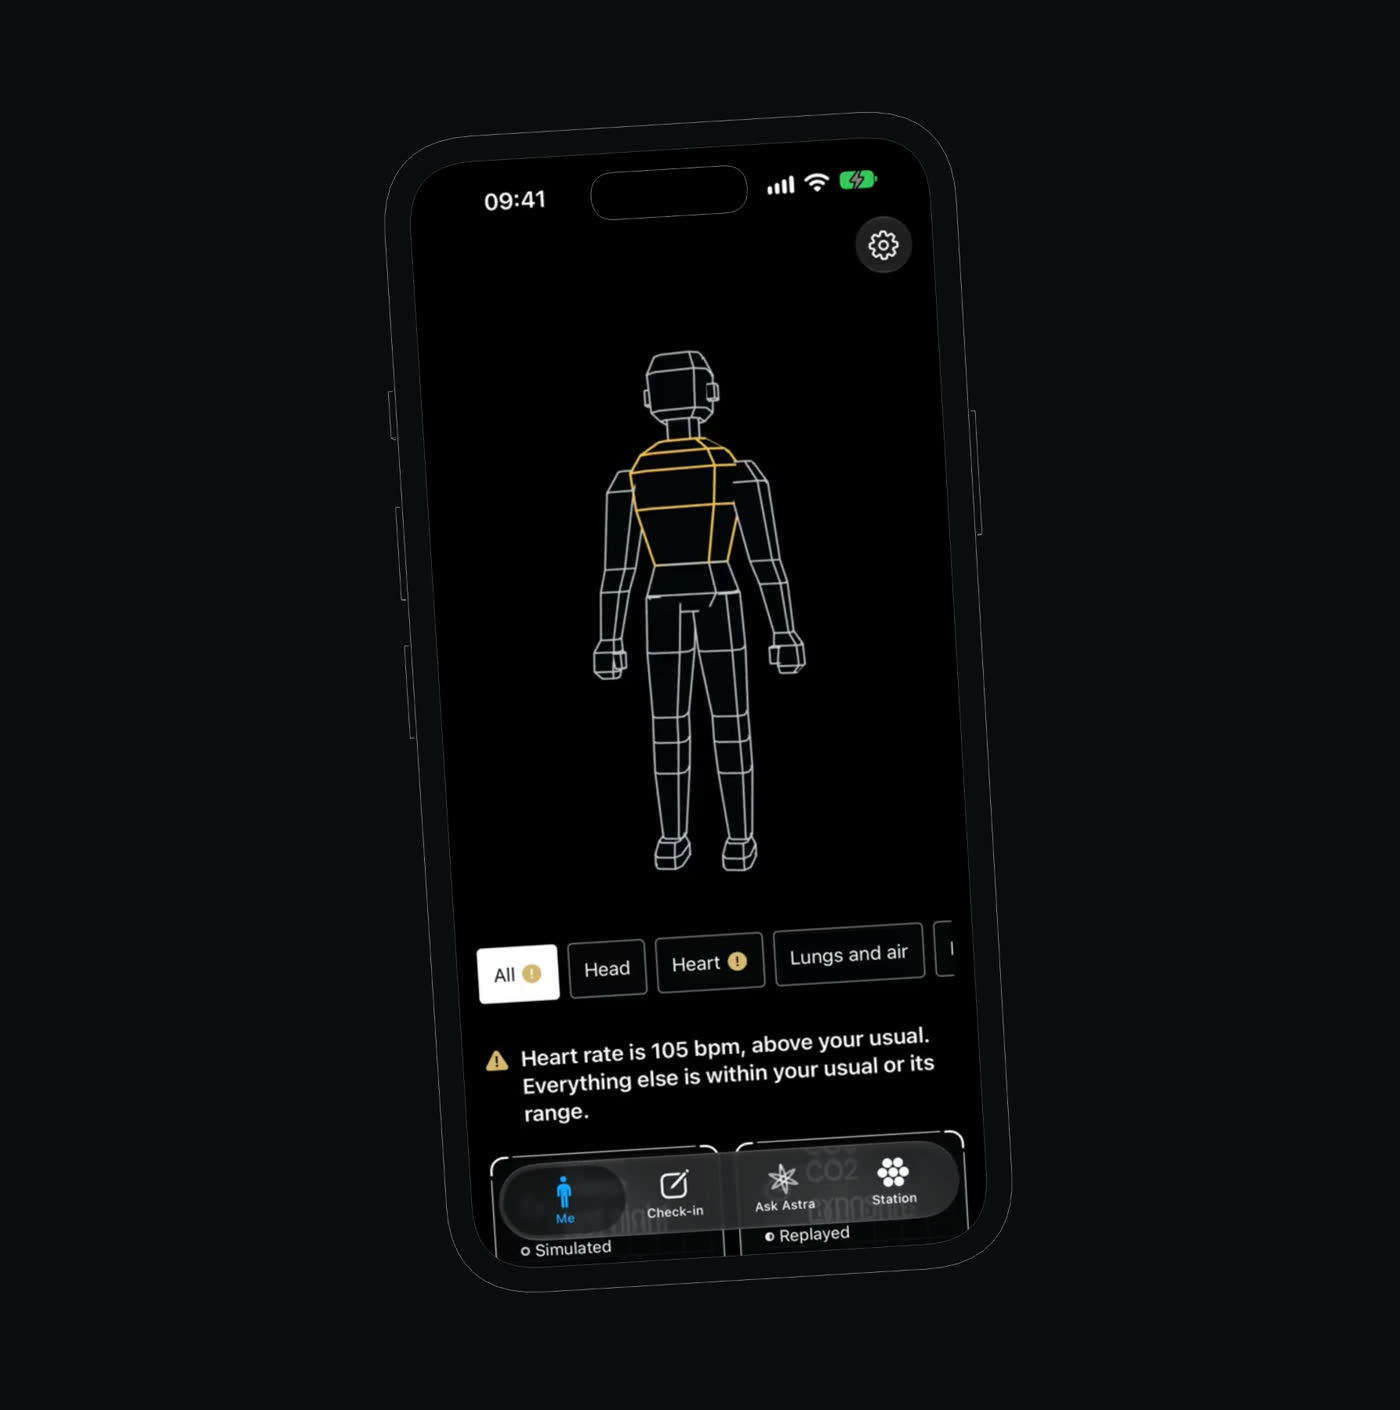 09:41
All
Head
Heart
Lungs and air
Heart rate is 105 bpm, above your usual.
Everything else is within your usual or its
range.
CO2
Me
Check-in
Ask Astra
Station
Simulated
Replayed